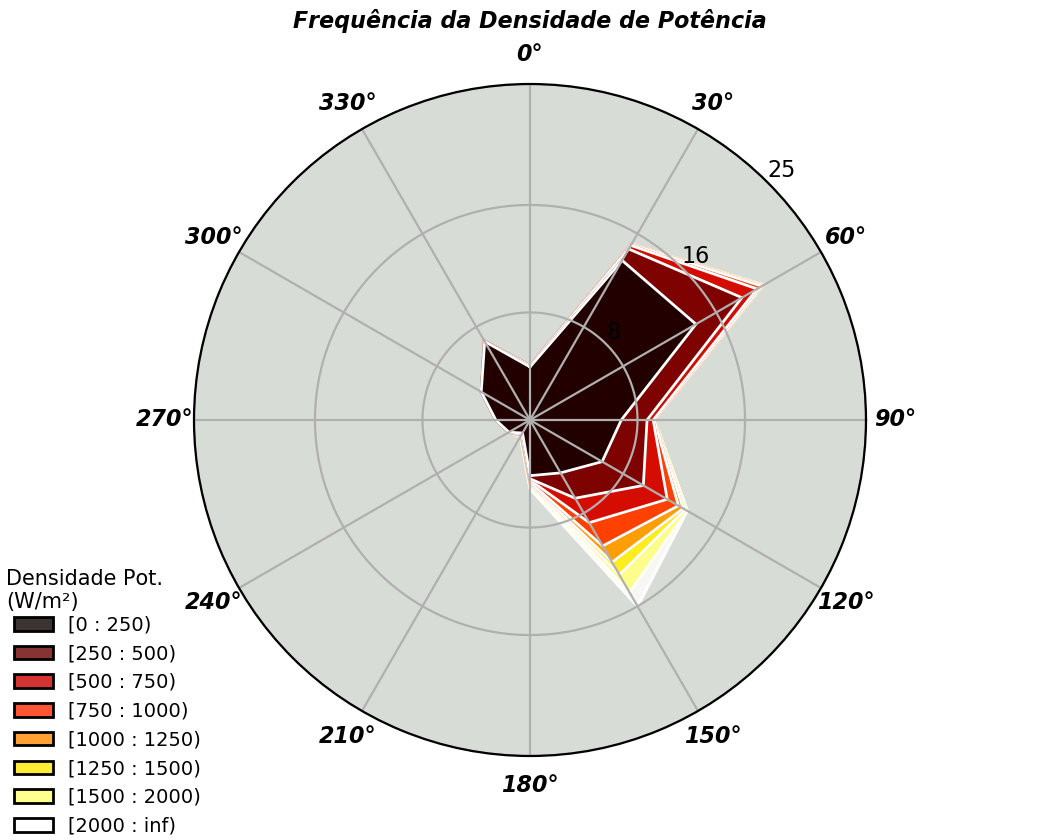 Frequência da Densidade de Potência
0°
330°
30°
25
300°
60°
16
8
270°
90°
240°
120°
210°
150°
180°
Densidade Pot.
(W/m²)
[0 : 250)
[250 : 500)
[500 : 750)
[750 : 1000)
[1000 : 1250)
[1250 : 1500)
[1500 : 2000)
[2000 : inf)